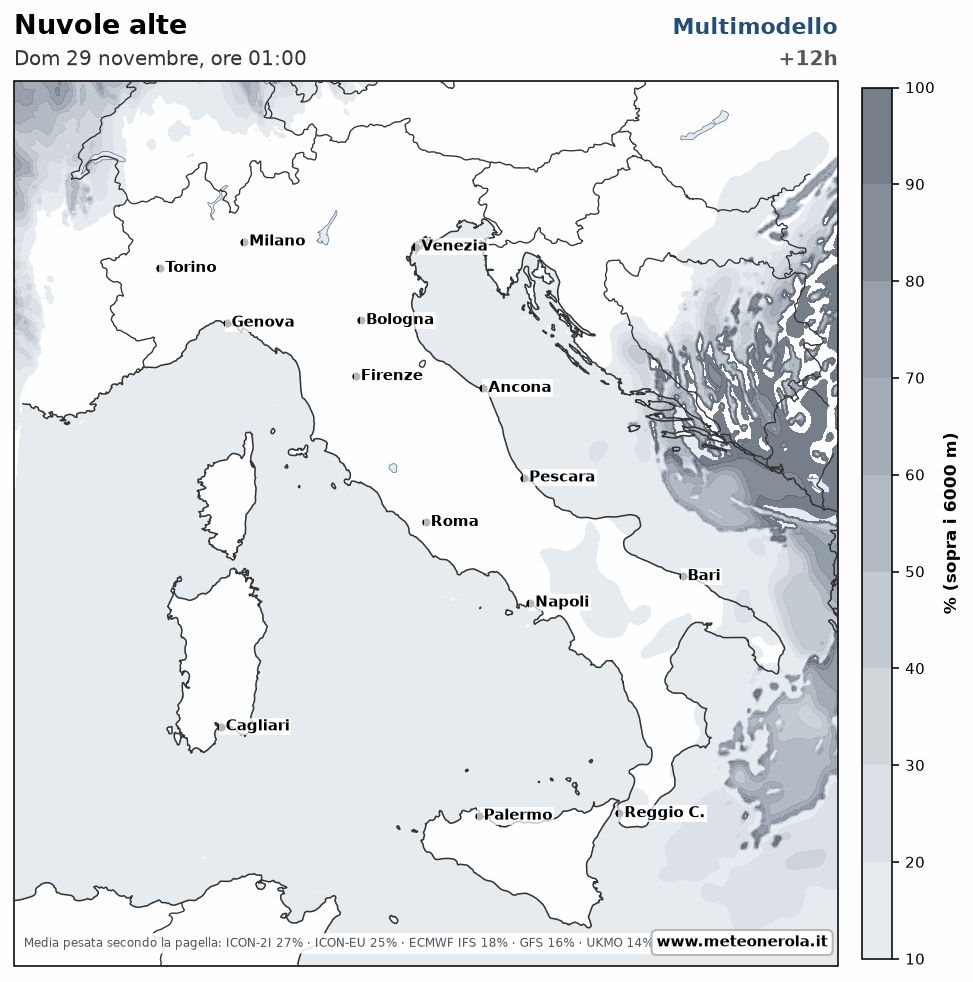 Nuvole alte
Multimodello
Dom 29 novembre, ore 01:00
+12h
100
90
80
70
60
50
40
30
20
10
% (sopra i 6000 m)
Milano
Venezia
Torino
Genova
Bologna
Firenze
Ancona
Pescara
Roma
Bari
Napoli
Cagliari
Palermo
Reggio C.
Media pesata secondo la pagella: ICON-2I 27% · ICON-EU 25% · ECMWF IFS 18% · GFS 16% · UKMO 14%
www.meteonerola.it